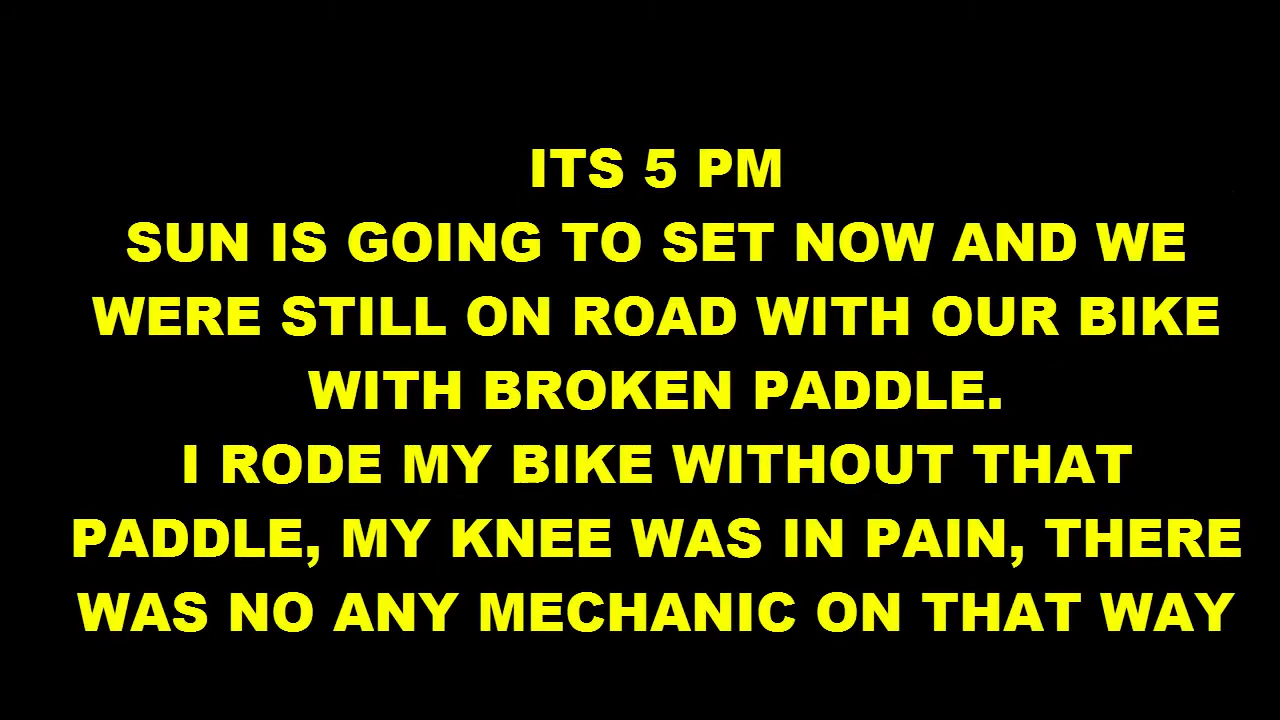 ITS 5 PM
SUN IS GOING TO SET NOW AND WE
WERE STILL ON ROAD WITH OUR BIKE
WITH BROKEN PADDLE.
I RODE MY BIKE WITHOUT THAT
PADDLE, MY KNEE WAS IN PAIN, THERE
WAS NO ANY MECHANIC ON THAT WAY